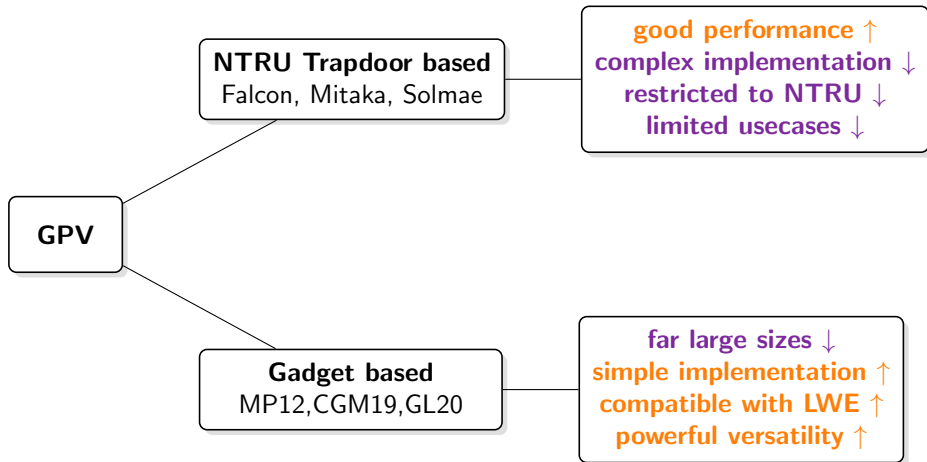 GPV
NTRU Trapdoor based
Falcon, Mitaka, Solmae
good performance ↑
complex implementation ↓
restricted to NTRU ↓
limited usecases ↓
Gadget based
MP12,CGM19,GL20
far large sizes ↓
simple implementation ↑
compatible with LWE ↑
powerful versatility ↑